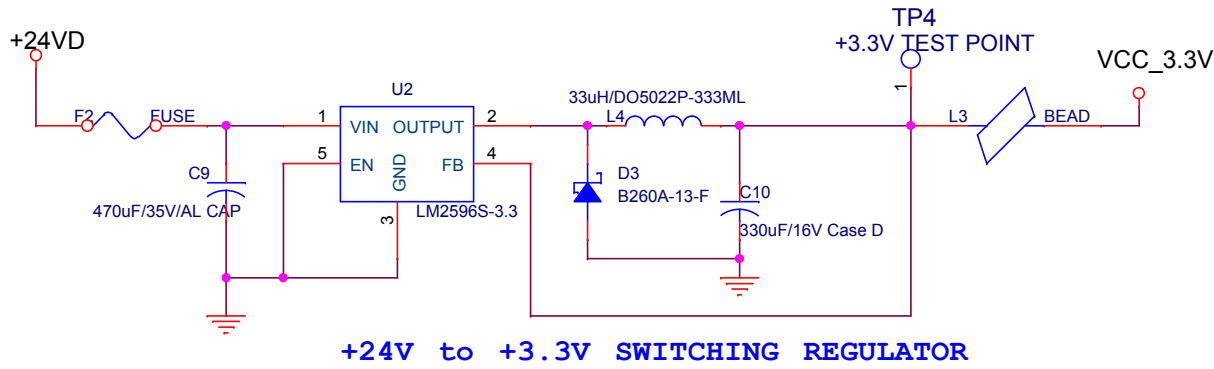 TP4
+3.3V TEST POINT
+24VD
VCC_3.3V
U2
33uH/DO5022P-333ML
F2
FUSE
1
VIN
OUTPUT
2
L4
1
L3
BEAD
5
EN
GND
FB
4
C9
D3
B260A-13-F
C10
470uF/35V/AL CAP
3
LM2596S-3.3
330uF/16V Case D
+24V to +3.3V SWITCHING REGULATOR